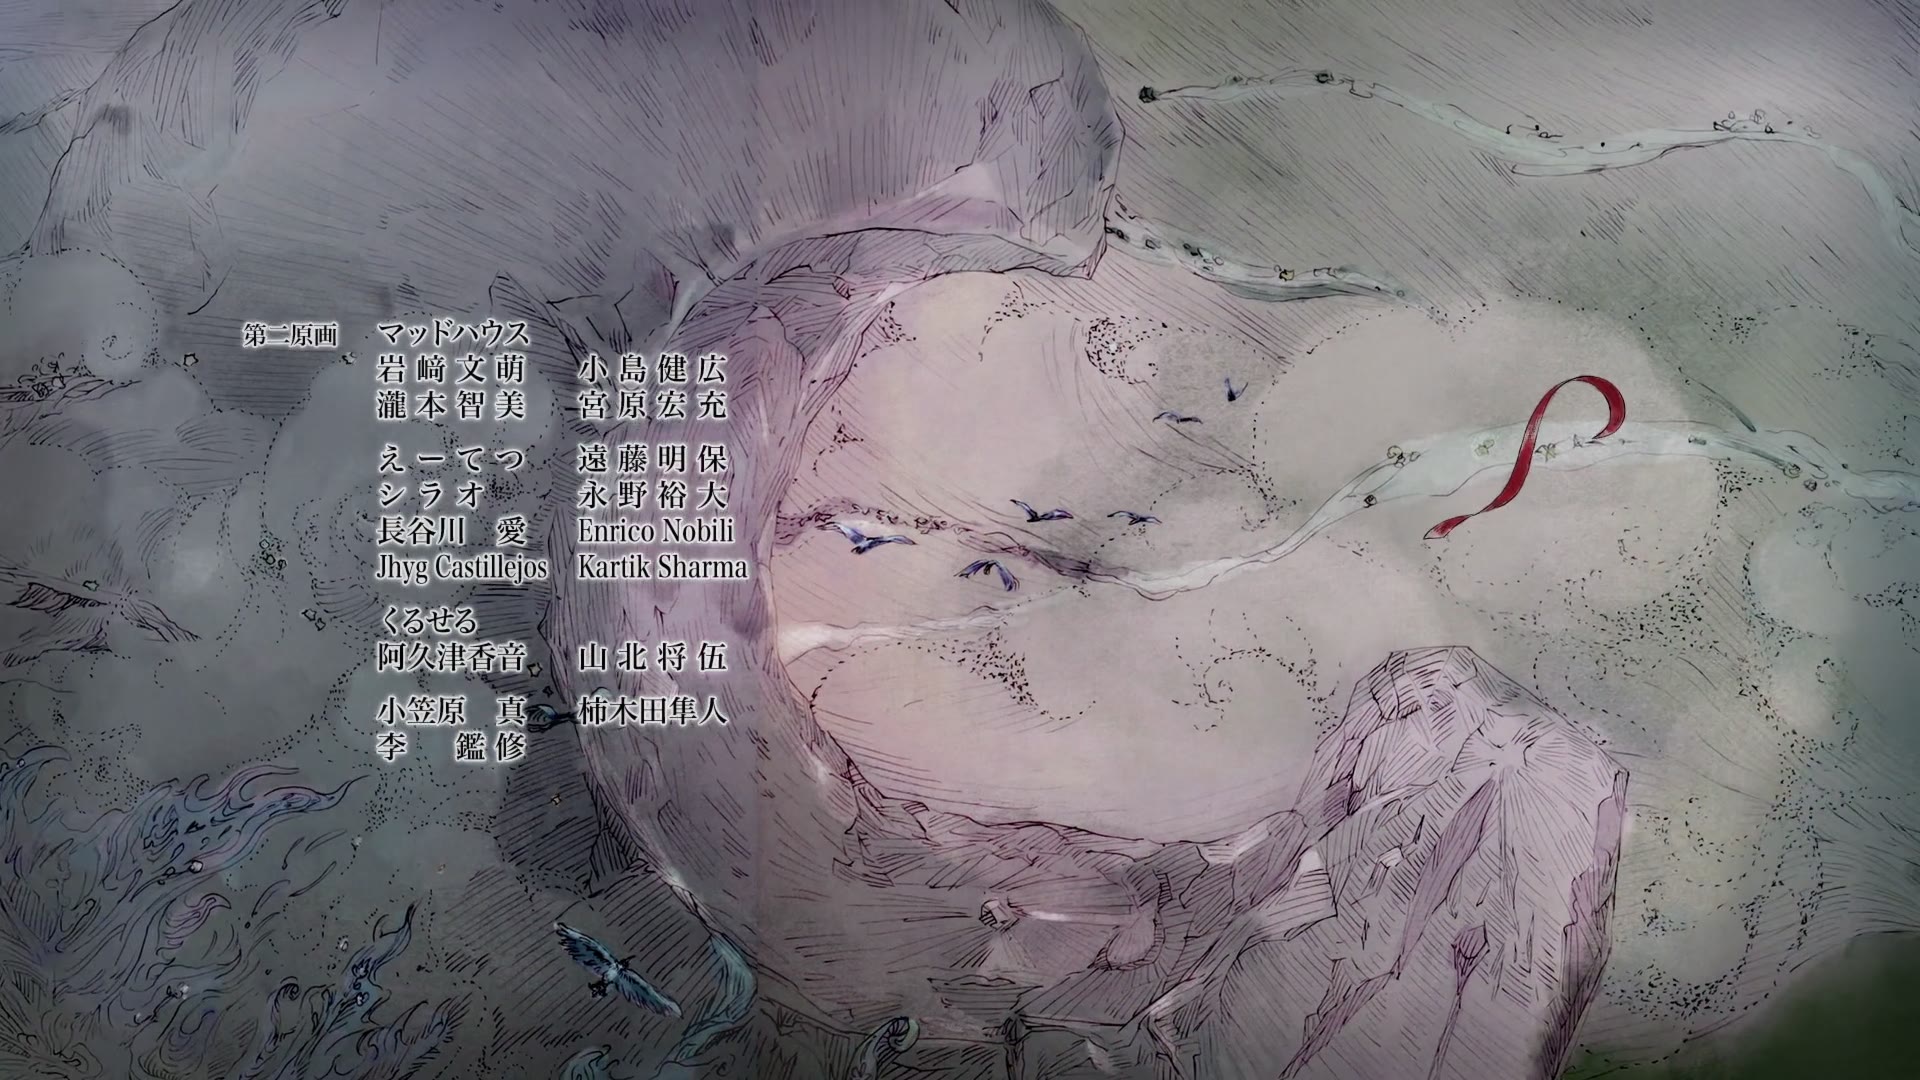 第二原画 マッドハウス
岩﨑文萌 小島健広
瀧本智美 宮原宏充
えーてつ 遠藤明保
シラオ 永野裕大
長谷川 愛 Enrico Nobili
Jhyg Castillejos Kartik Sharma
くるせる
阿久津香音 山北将伍
小笠原 真 柿木田隼人
李 鑑修